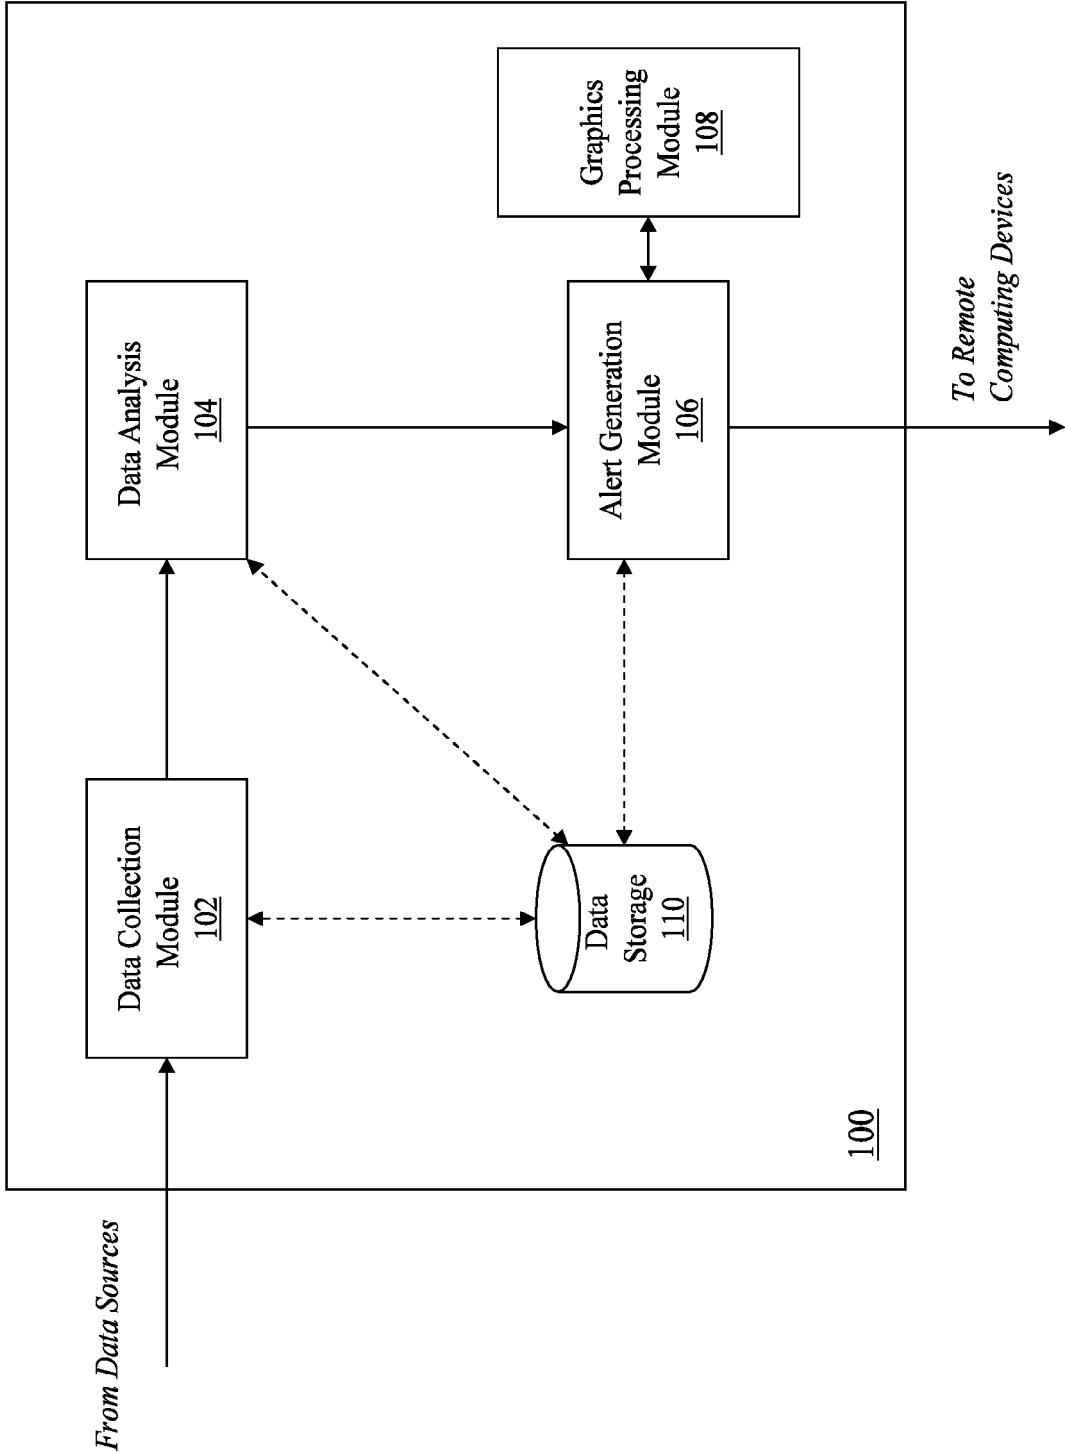 From Data Sources
Data Collection
Module
102
Data Analysis
Module
104
Data
Storage
110
Alert Generation
Module
106
Graphics
Processing
Module
108
100
To Remote
Computing Devices